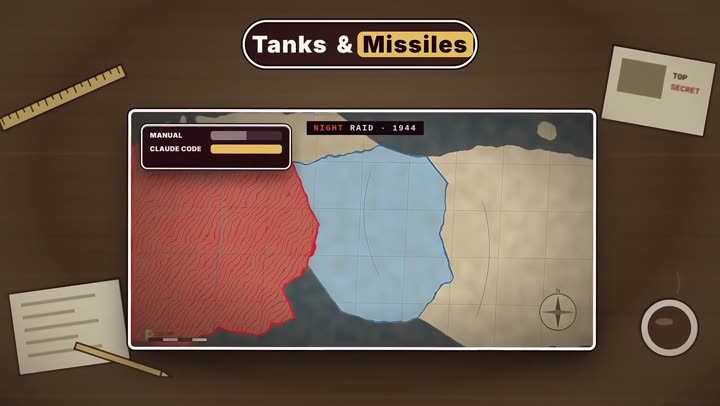 Tanks & Missiles
TOP
SECRET
NIGHT RAID · 1944
MANUAL
CLAUDE CODE
N